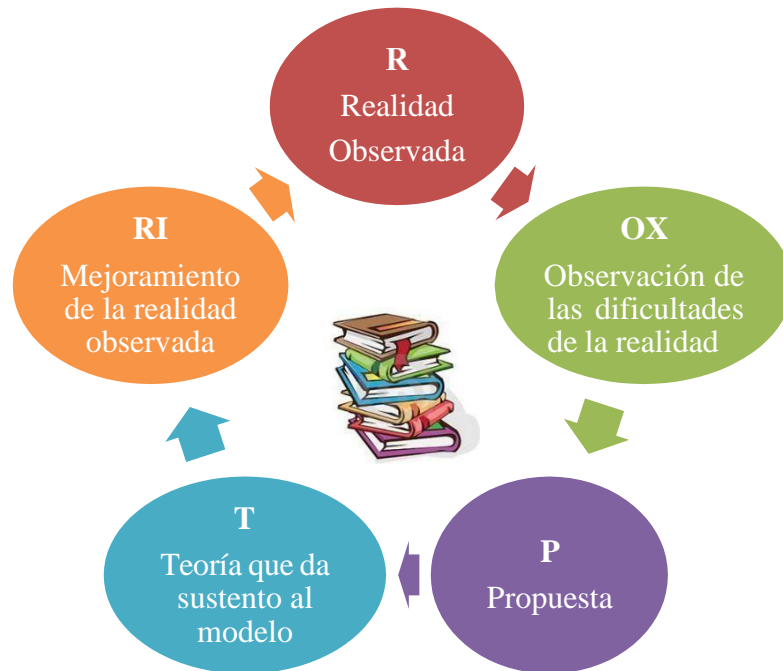 R
Realidad
Observada
OX
Observación de
las dificultades
de la realidad
P
Propuesta
T
Teoría que da
sustento al
modelo
RI
Mejoramiento
de la realidad
observada